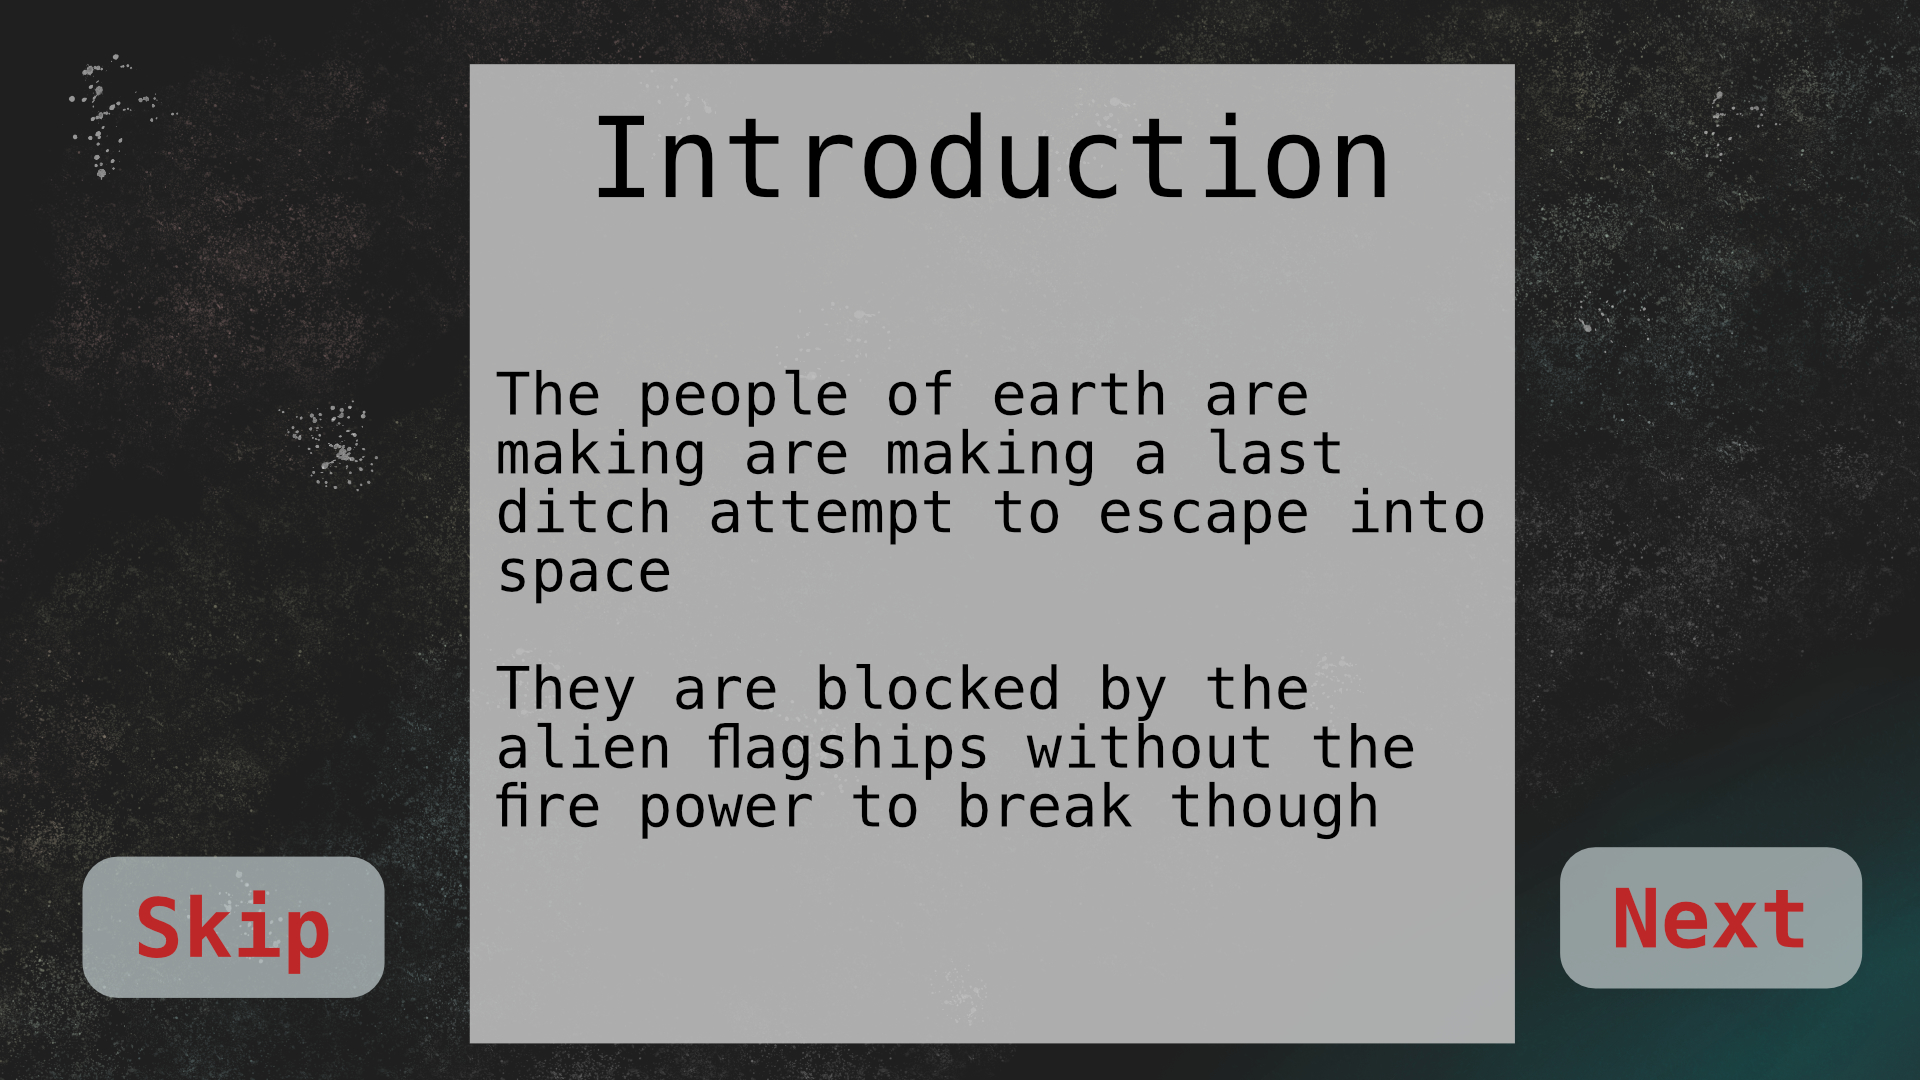 Introduction
The people of earth are
making are making a last
ditch attempt to escape into
space
They are blocked by the
alien flagships without the
fire power to break though
Skip
Next